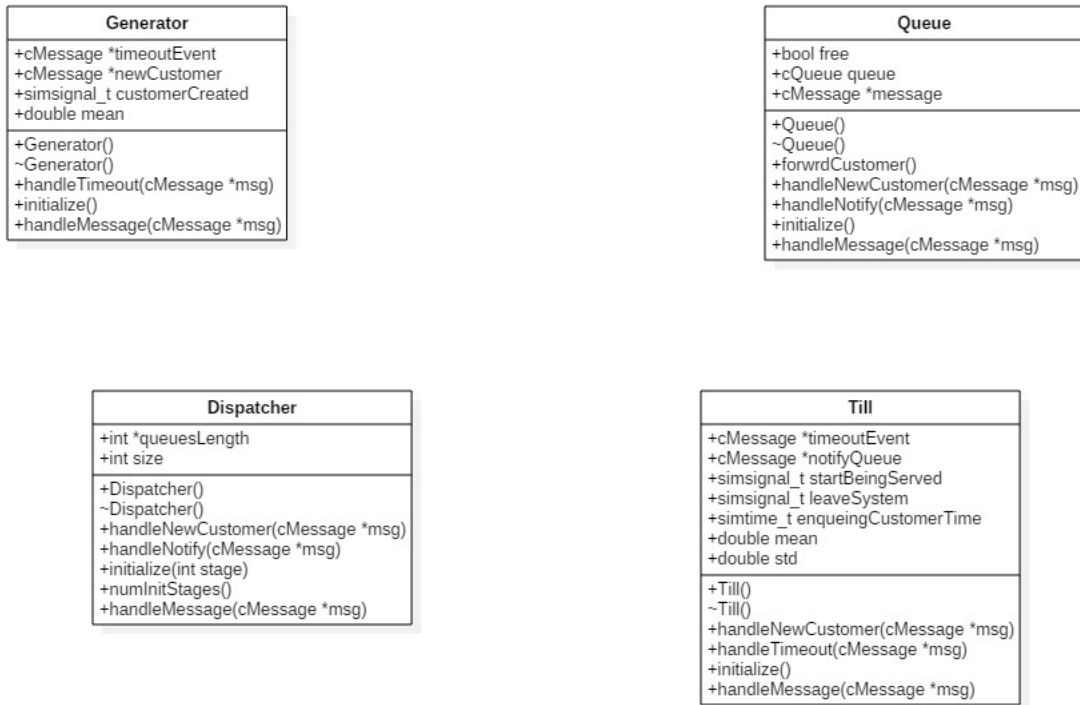 Generator
+cMessage *timeoutEvent
+cMessage *newCustomer
+simsignal_t customerCreated
+double mean
+Generator()
~Generator()
+handleTimeout(cMessage *msg)
+initialize()
+handleMessage(cMessage *msg)
Queue
+bool free
+cQueue queue
+cMessage *message
+Queue()
~Queue()
+forwrdCustomer()
+handleNewCustomer(cMessage *msg)
+handleNotify(cMessage *msg)
+initialize()
+handleMessage(cMessage *msg)
Dispatcher
+int *queuesLength
+int size
+Dispatcher()
~Dispatcher()
+handleNewCustomer(cMessage *msg)
+handleNotify(cMessage *msg)
+initialize(int stage)
+numInitStages()
+handleMessage(cMessage *msg)
Till
+cMessage *timeoutEvent
+cMessage *notifyQueue
+simsignal_t startBeingServed
+simsignal_t leaveSystem
+simtime_t enqueingCustomerTime
+double mean
+double std
+Till()
~Till()
+handleNewCustomer(cMessage *msg)
+handleTimeout(cMessage *msg)
+initialize()
+handleMessage(cMessage *msg)